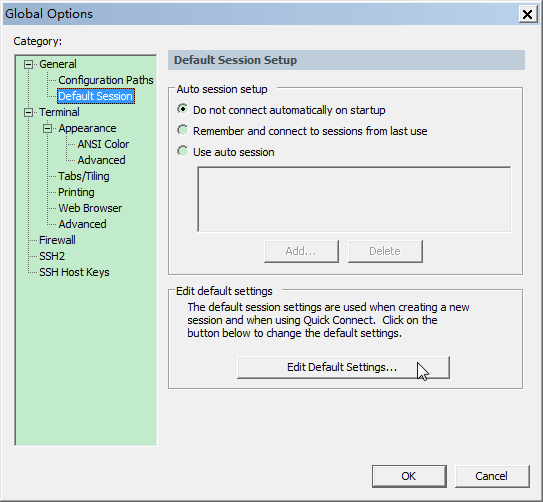 Global Options
Category:
General
Configuration Paths
Default Session
Terminal
Appearance
ANSI Color
Advanced
Tabs/Tiling
Printing
Web Browser
Advanced
Firewall
SSH2
SSH Host Keys
Default Session Setup
Auto session setup
Do not connect automatically on startup
Remember and connect to sessions from last use
Use auto session
Add...
Delete
Edit default settings
The default session settings are used when creating a new
session and when using Quick Connect.  Click on the
button below to change the default settings.
Edit Default Settings...
OK
Cancel